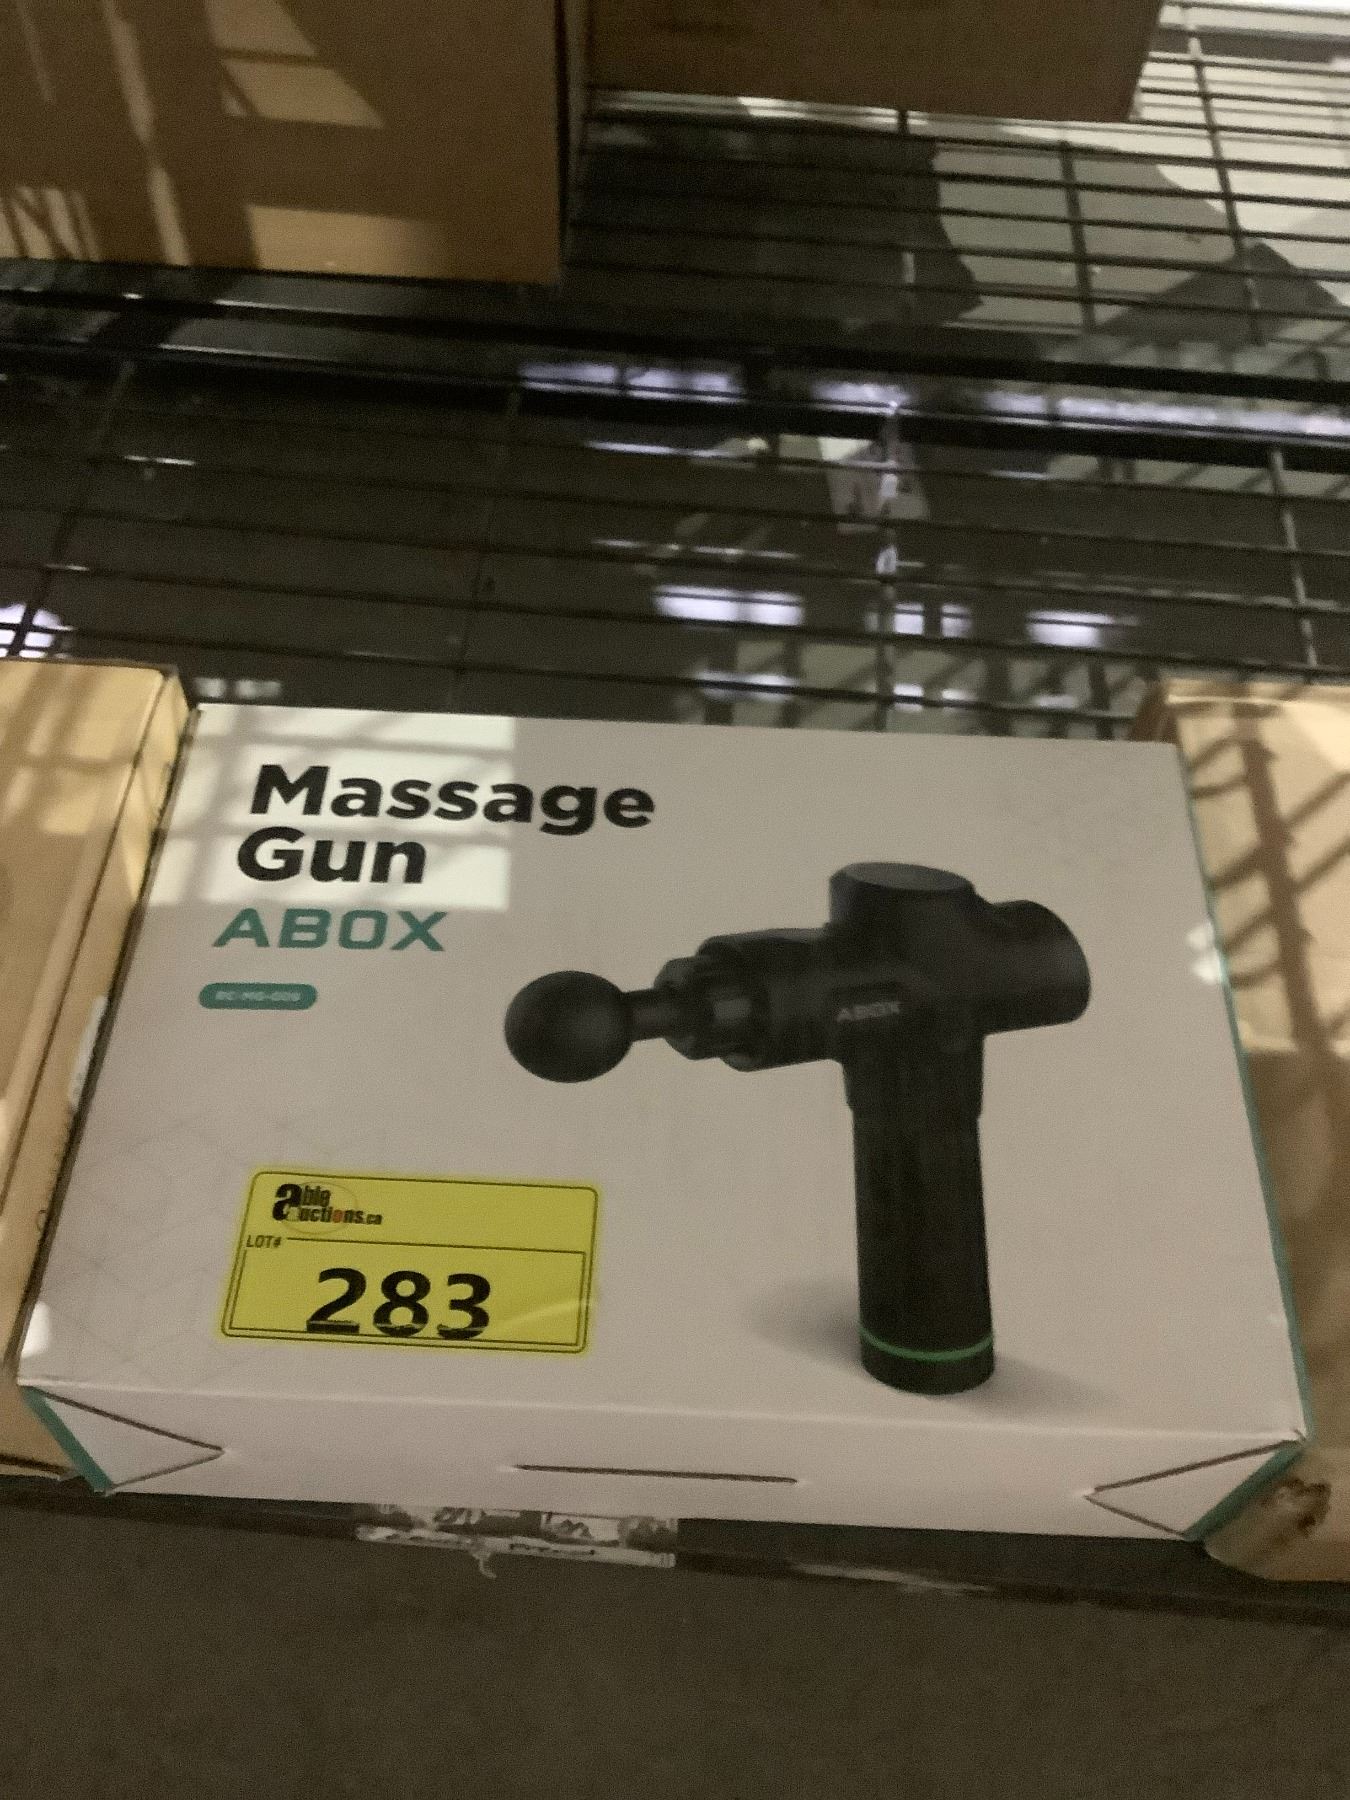 Massage
Gun
ABOX
ABOX
able
auctions.ca
LOT#
283